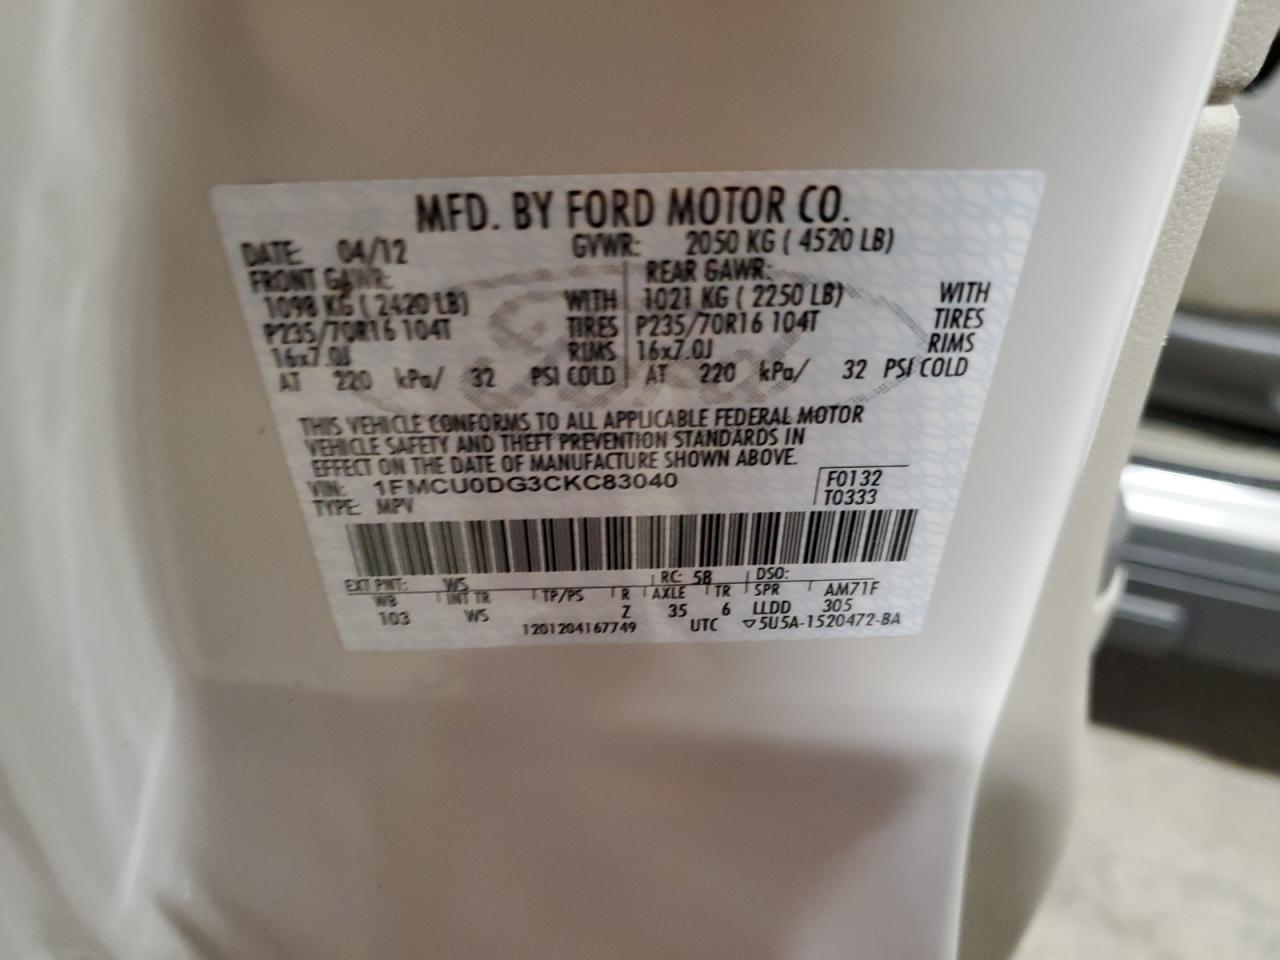 MFD. BY FORD MOTOR CO.
DATE: 04/12 GVWR: 2050 KG ( 4520 LB)
FRONT GAWR: REAR GAWR:
1098 KG ( 2420 LB) WITH 1021 KG ( 2250 LB) WITH
P235/70R16 104T TIRES P235/70R16 104T TIRES
16x7.0J RIMS 16x7.0J RIMS
AT 220 kPa/ 32 PSI COLD AT 220 kPa/ 32 PSI COLD
THIS VEHICLE CONFORMS TO ALL APPLICABLE FEDERAL MOTOR
VEHICLE SAFETY AND THEFT PREVENTION STANDARDS IN
EFFECT ON THE DATE OF MANUFACTURE SHOWN ABOVE.
VIN: 1FMCU0DG3CKC83040 F0132
TYPE: MPV T0333
EXT PNT: WS RC: 58 DSO:
WB INT TR TP/PS R AXLE TR SPR AM71F
103 WS Z 35 6 LLDD 305
1201204167749 UTC ▽5U5A-1520472-BA